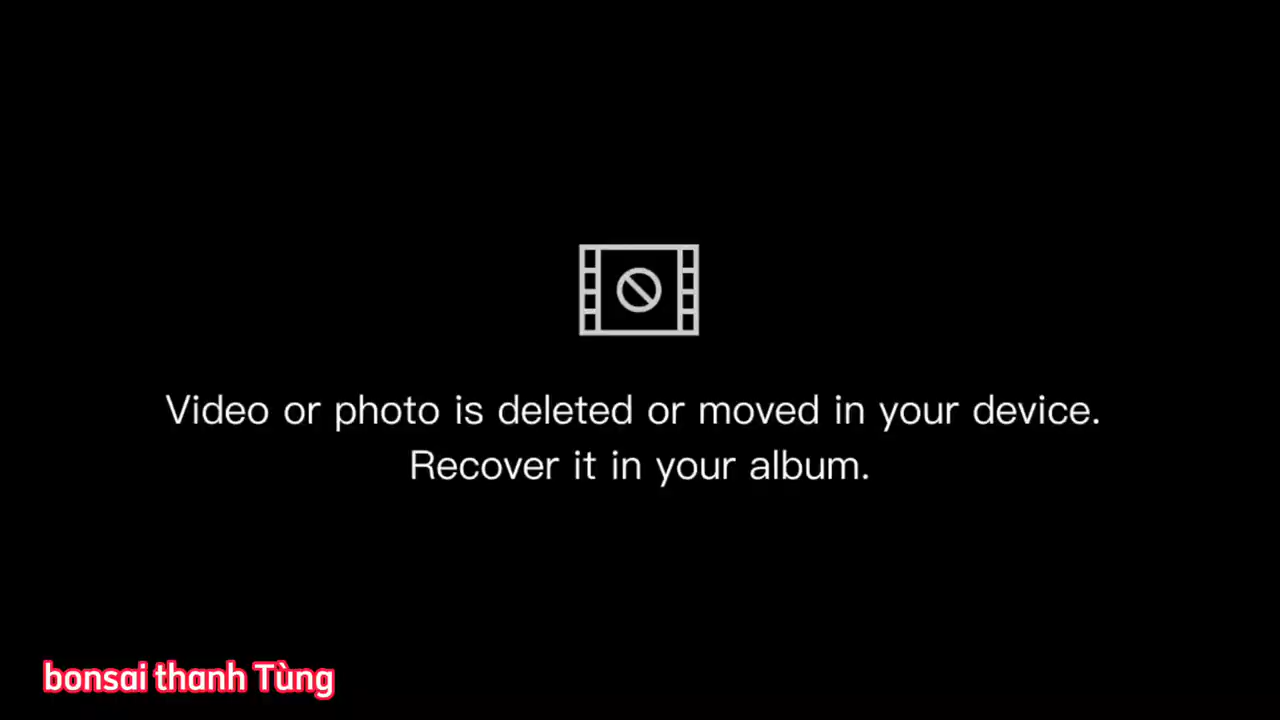 Video or photo is deleted or moved in your device.
Recover it in your album.
bonsai thanh Tùng